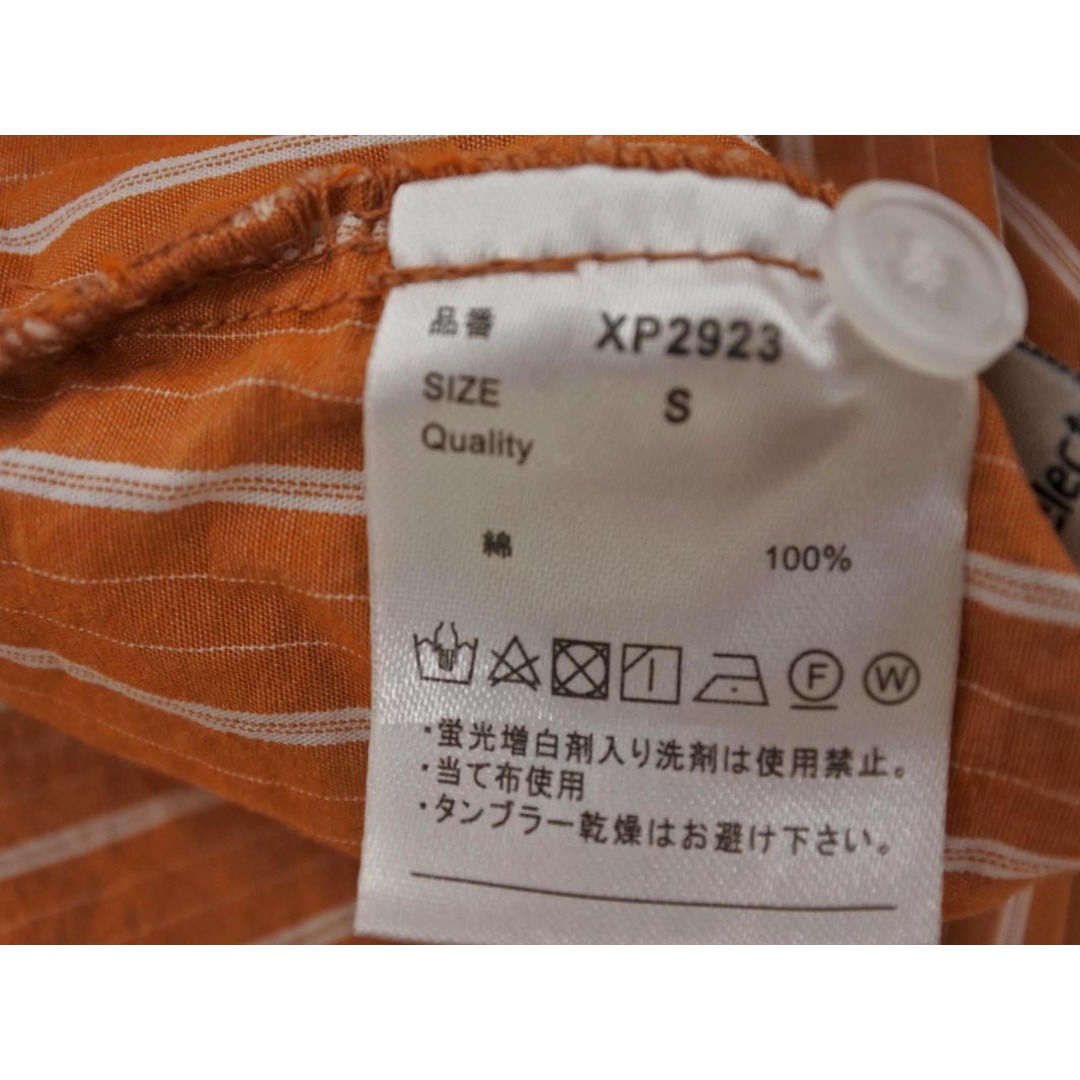 品番 XP2923
SIZE S
Quality
綿 100%
F W
・蛍光増白剤入り洗剤は使用禁止。
・当て布使用
・タンブラー乾燥はお避け下さい。
elect